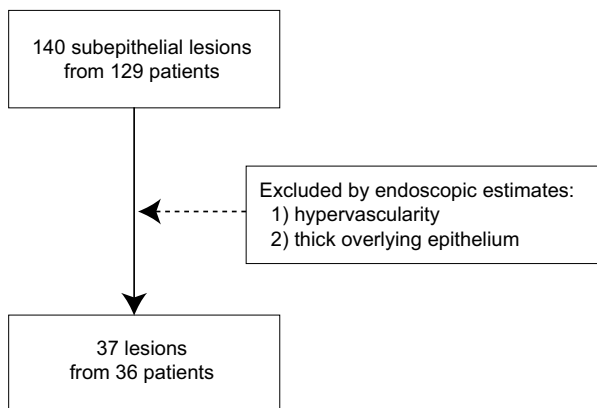 140 subepithelial lesions
from 129 patients
Excluded by endoscopic estimates:
1) hypervascularity
2) thick overlying epithelium
37 lesions
from 36 patients